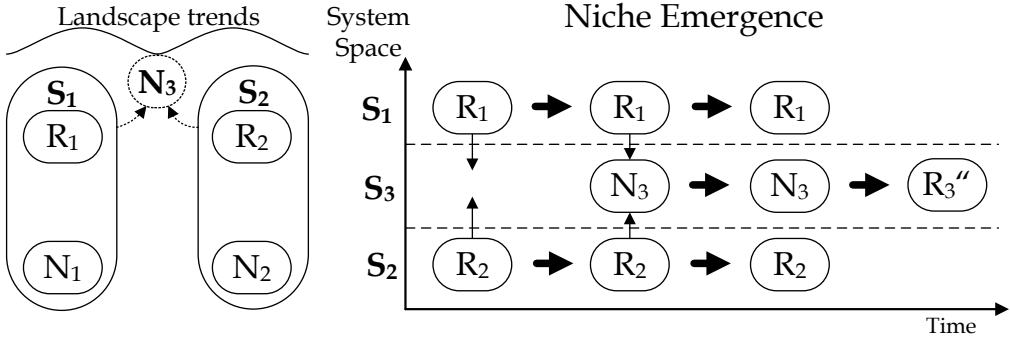 Landscape trends
N3
S1
S2
R1
R2
N1
N2
Niche Emergence
System
Space
S1
R1
R1
R1
S3
N3
N3
R3“
S2
R2
R2
R2
Time